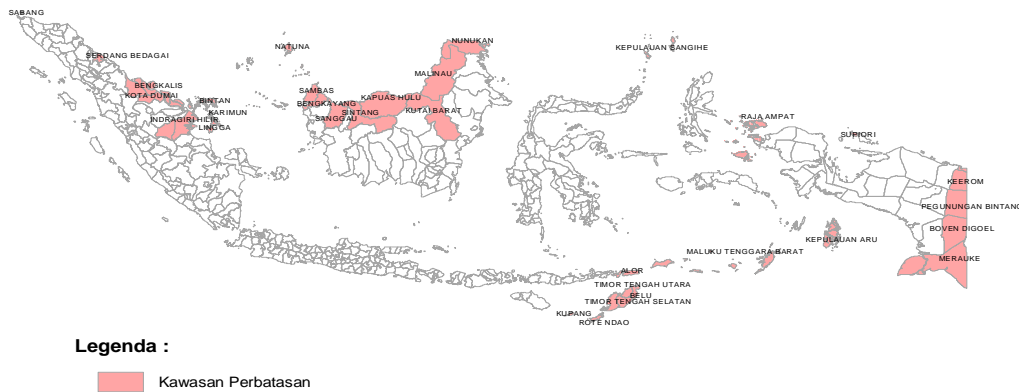 SABANG
SERDANG BEDAGAI
BENGKALIS
KOTA DUMAI
BINTAN
KARIMUN
INDRAGIRI HILIR
LINGGA
NATUNA
SAMBAS
BENGKAYANG
SANGGAU
SINTANG
KAPUAS HULU
KUTAI BARAT
MALINAU
NUNUKAN
KEPULAUAN SANGIHE
RAJA AMPAT
SUPIORI
KEEROM
PEGUNUNGAN BINTANG
BOVEN DIGOEL
MERAUKE
KEPULAUAN ARU
MALUKU TENGGARA BARAT
ALOR
TIMOR TENGAH UTARA
BELU
TIMOR TENGAH SELATAN
KUPANG
ROTE NDAO
Legenda :
Kawasan Perbatasan